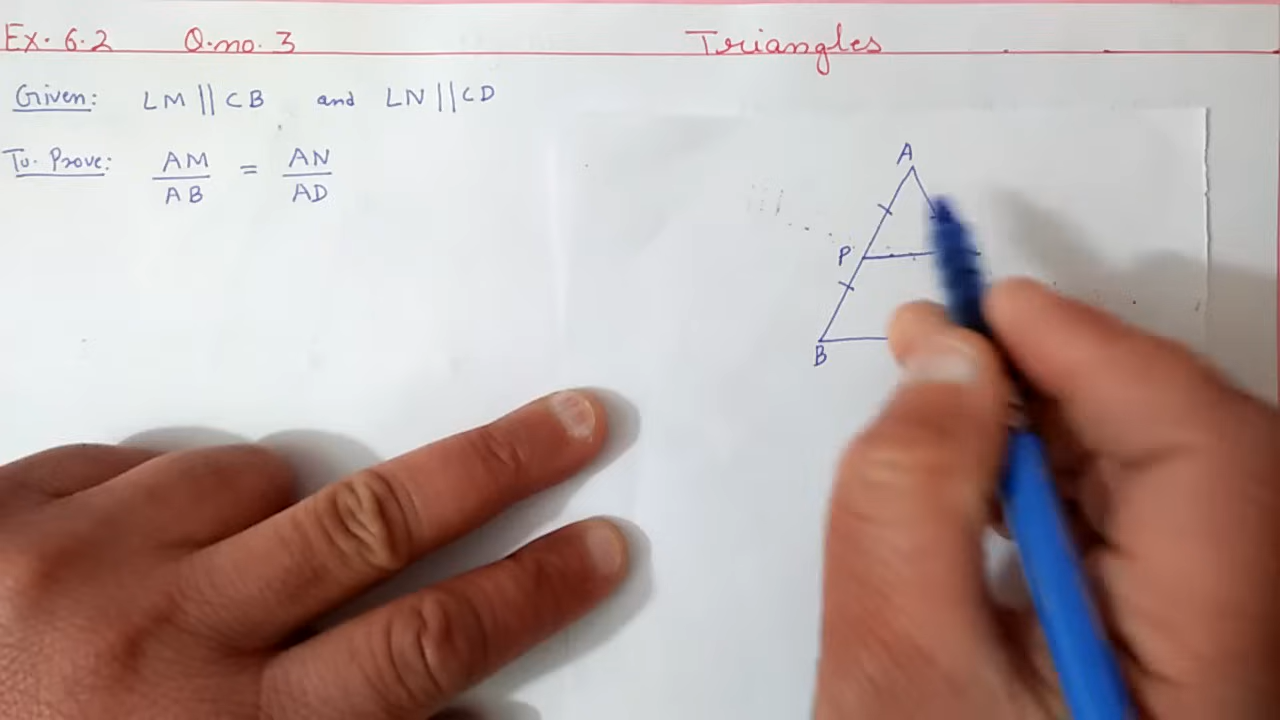 Ex. 6.2 Q.no. 3 Triangles
Given: LM || CB and LN || CD
To. Prove: AM/AB = AN/AD
A
P
B